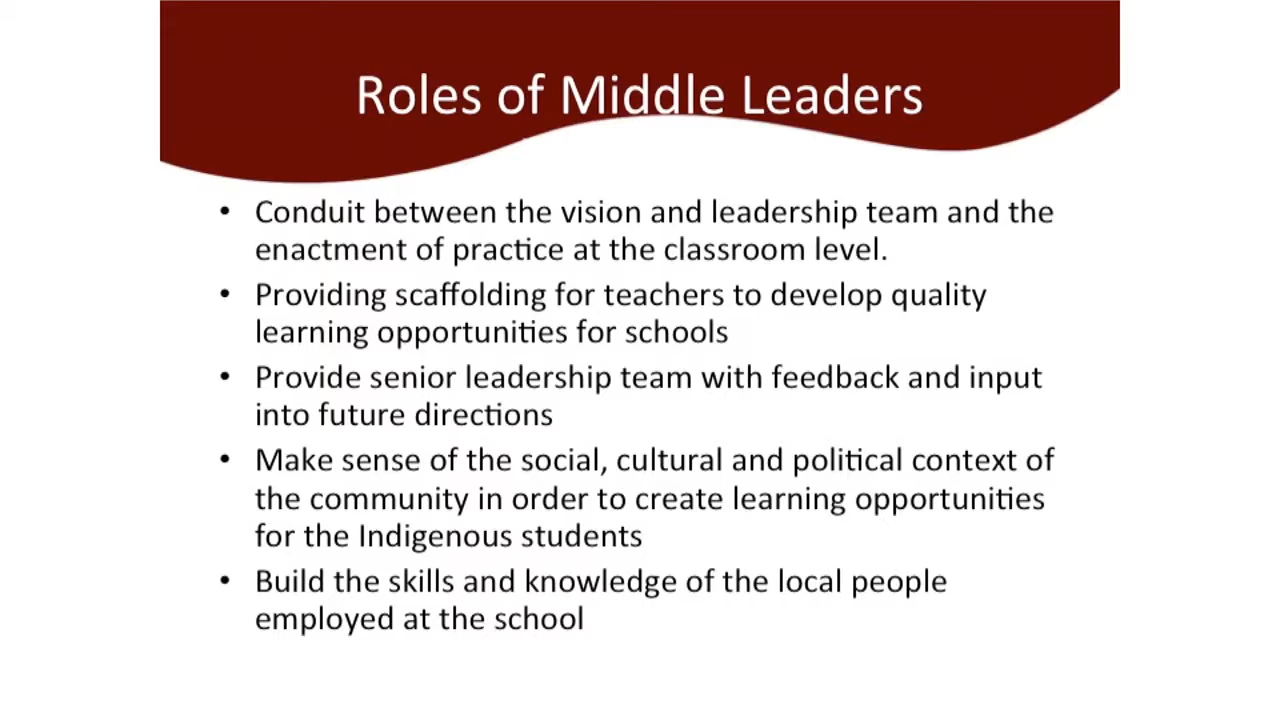 Roles of Middle Leaders
• Conduit between the vision and leadership team and the
enactment of practice at the classroom level.
• Providing scaffolding for teachers to develop quality
learning opportunities for schools
• Provide senior leadership team with feedback and input
into future directions
• Make sense of the social, cultural and political context of
the community in order to create learning opportunities
for the Indigenous students
• Build the skills and knowledge of the local people
employed at the school